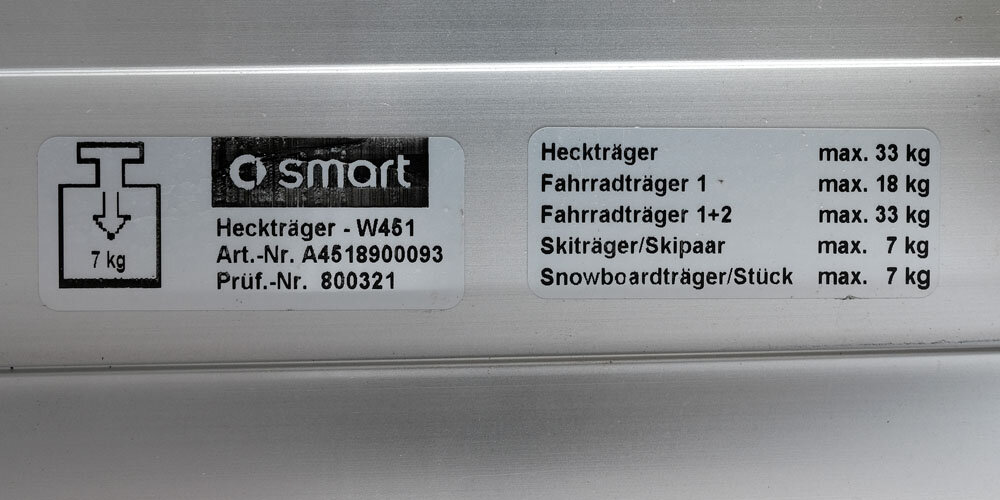 7 kg
smart
Heckträger - W451
Art.-Nr. A4518900093
Prüf.-Nr. 800321
Heckträger max. 33 kg
Fahrradträger 1 max. 18 kg
Fahrradträger 1+2 max. 33 kg
Skiträger/Skipaar max. 7 kg
Snowboardträger/Stück max. 7 kg